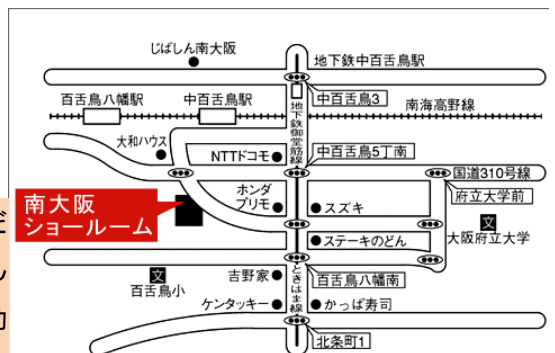 じばしん南大阪
地下鉄中百舌鳥駅
中百舌鳥3
百舌鳥八幡駅
中百舌鳥駅
南海高野線
地下鉄御堂筋線
大和ハウス
NTTドコモ
中百舌鳥5丁南
国道310号線
府立大学前
ホンダ
プリモ
スズキ
南大阪
ショールーム
文
大阪府立大学
ステーキのどん
文
百舌鳥小
吉野家
百舌鳥八幡南
ときはま線
ケンタッキー
かっぱ寿司
北条町1
だ